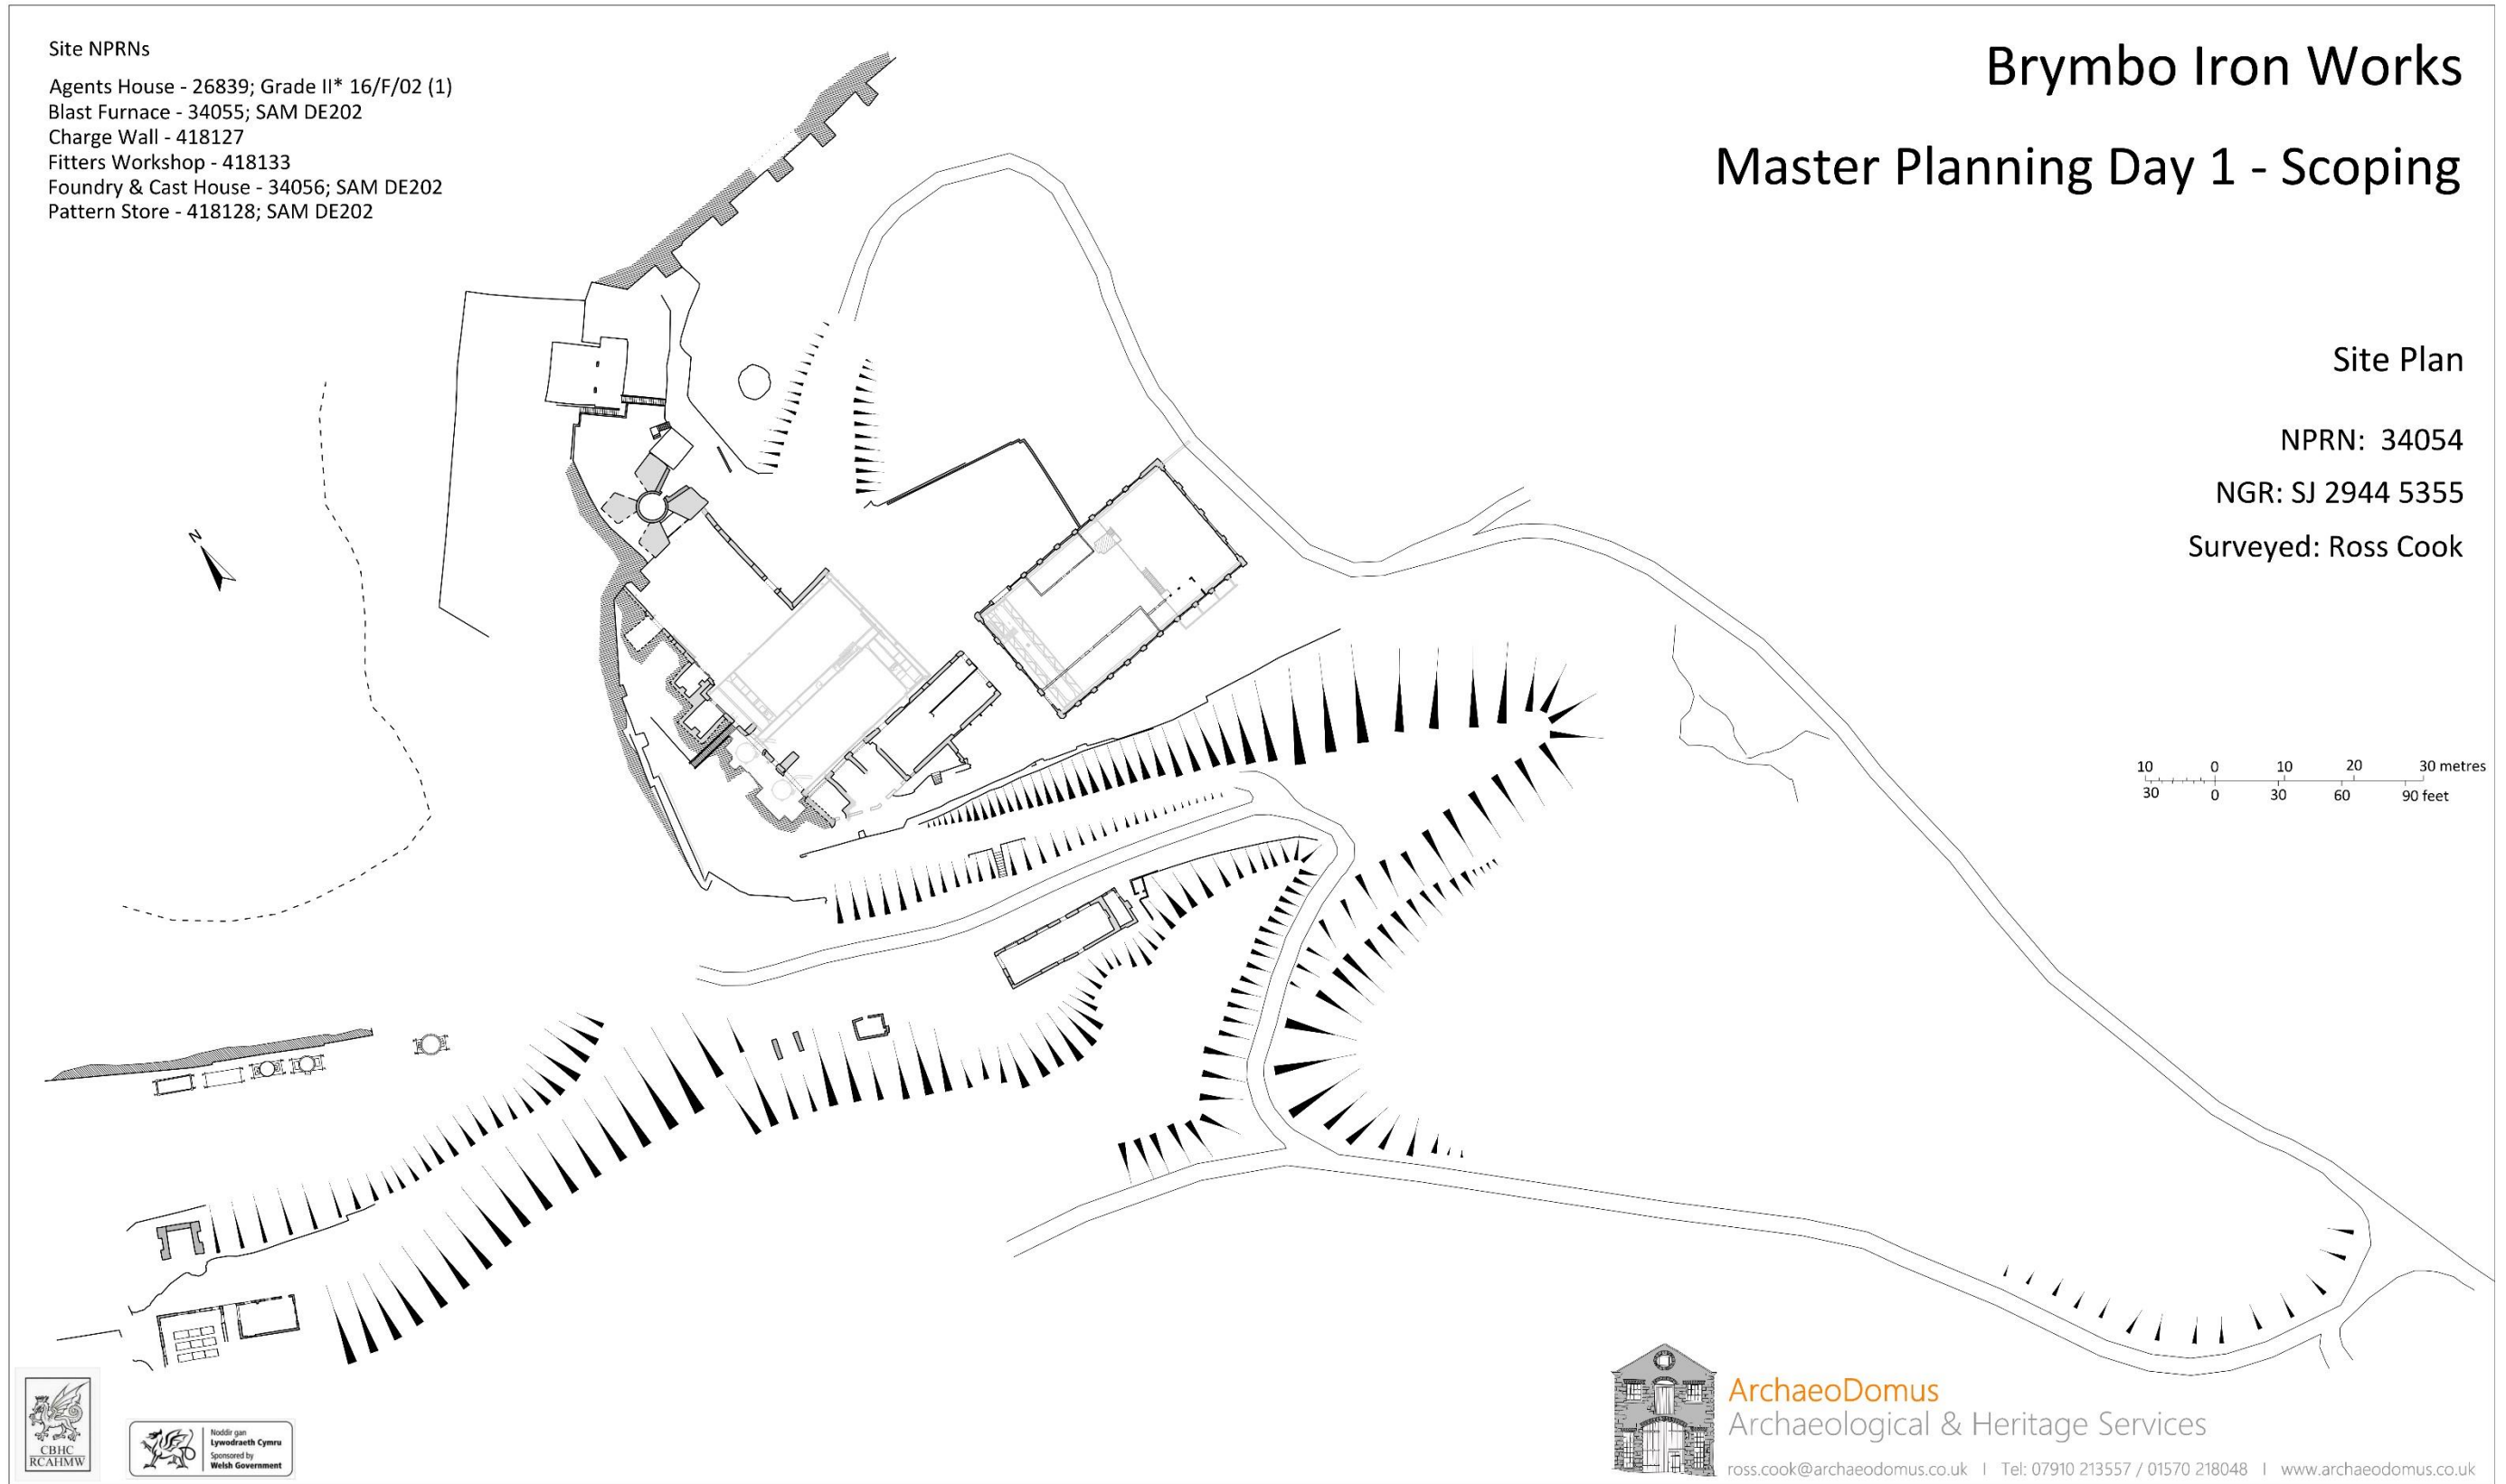 Site NPRNs
Agents House - 26839; Grade II* 16/F/02 (1)
Blast Furnace - 34055; SAM DE202
Charge Wall - 418127
Fitters Workshop - 418133
Foundry & Cast House - 34056; SAM DE202
Pattern Store - 418128; SAM DE202
Brymbo Iron Works
Master Planning Day 1 - Scoping
Site Plan
NPRN: 34054
NGR: SJ 2944 5355
Surveyed: Ross Cook
N
10 0 10 20 30 metres
30 0 30 60 90 feet
CBHC
RCAHMW
Noddir gan
Lywodraeth Cymru
Sponsored by
Welsh Government
ArchaeoDomus
Archaeological & Heritage Services
ross.cook@archaeodomus.co.uk | Tel: 07910 213557 / 01570 218048 | www.archaeodomus.co.uk